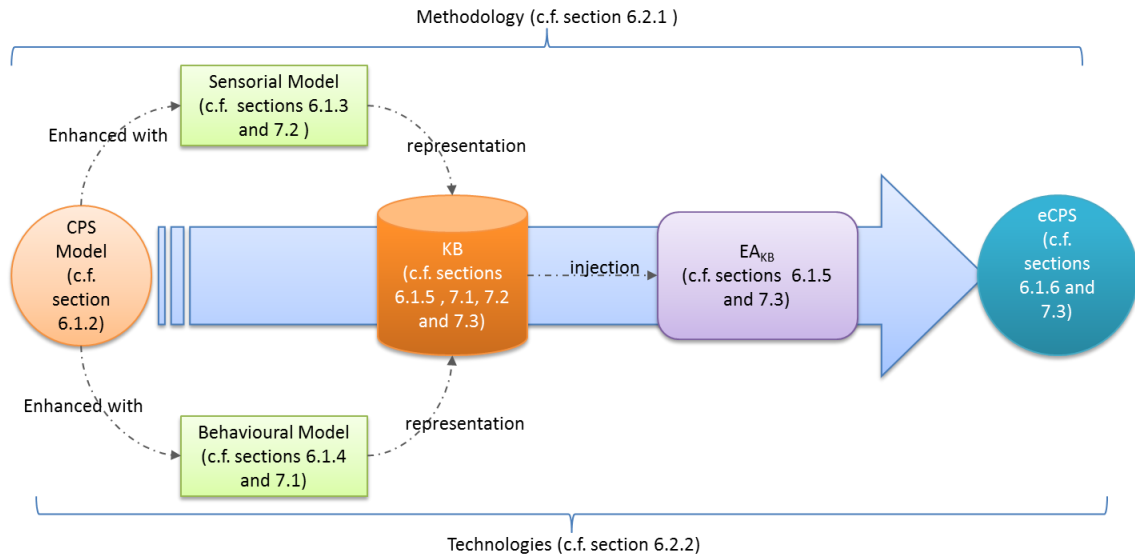 Methodology (c.f. section 6.2.1 )
Sensorial Model
(c.f.  sections 6.1.3
and 7.2 )
Enhanced with
representation
CPS
Model
(c.f.
section
6.1.2)
KB
(c.f. sections
6.1.5 , 7.1, 7.2
and 7.3)
injection
EAKB
(c.f. sections  6.1.5
and 7.3)
eCPS
(c.f.
sections
6.1.6 and
7.3)
Enhanced with
representation
Behavioural Model
(c.f. sections 6.1.4
and 7.1)
Technologies (c.f. section 6.2.2)